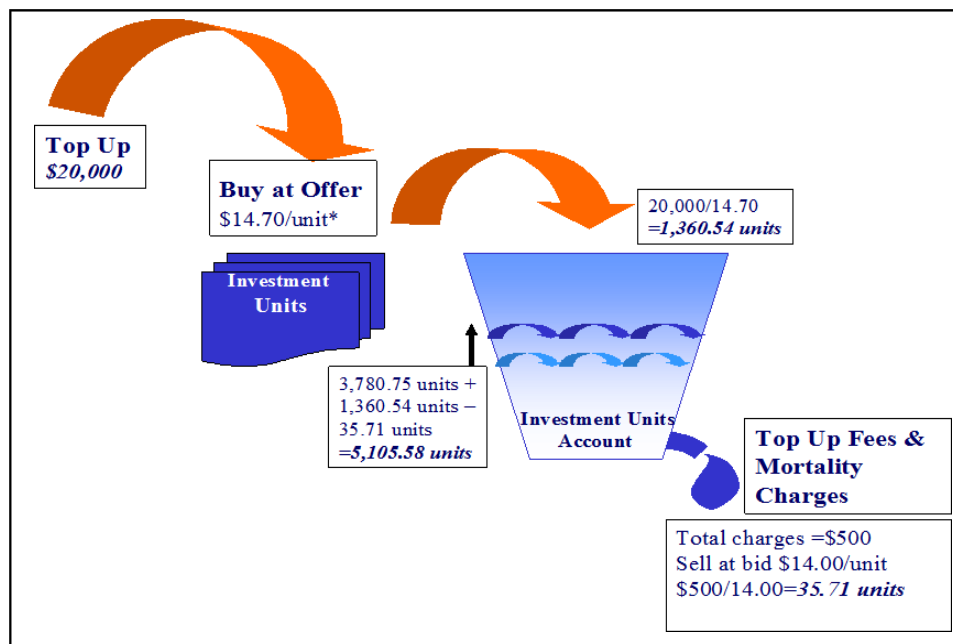 Top Up
$20,000
Buy at Offer
$14.70/unit*
20,000/14.70
=1,360.54 units
Investment
Units
3,780.75 units +
1,360.54 units –
35.71 units
=5,105.58 units
Investment Units
Account
Top Up Fees &
Mortality
Charges
Total charges =$500
Sell at bid $14.00/unit
$500/14.00=35.71 units